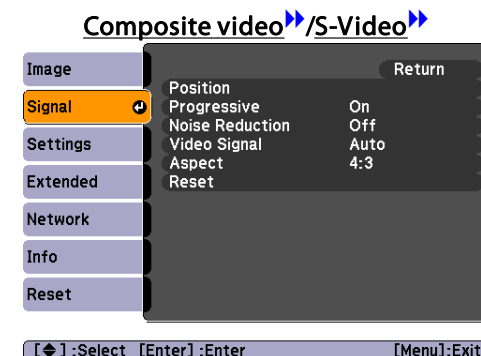 Composite video/S-Video
Image
Return
Position
Signal
Progressive On
Noise Reduction Off
Settings
Video Signal Auto
Aspect 4:3
Extended
Reset
Network
Info
Reset
[ ] :Select [Enter] :Enter [Menu]:Exit